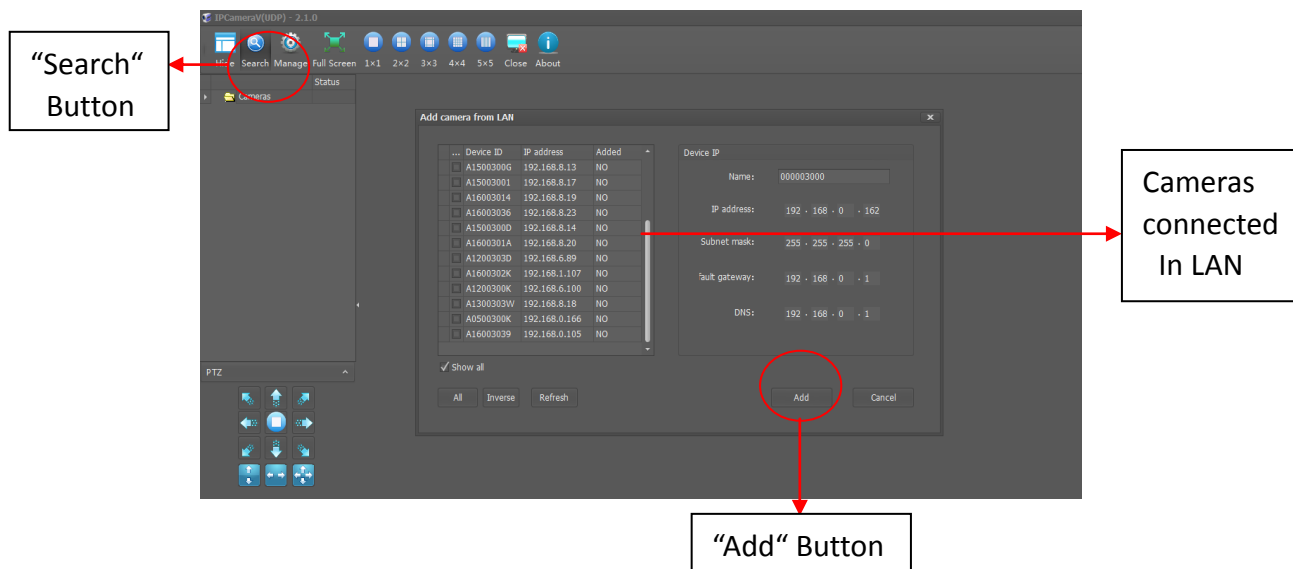 IPCameraV(UDP) - 2.1.0
Hide Search Manage Full Screen 1×1 2×2 3×3 4×4 5×5 Close About
“Search“
Button
Status
Cameras
Add camera from LAN
... Device ID IP address Added
A1500300G 192.168.8.13 NO
A15003001 192.168.8.17 NO
A16003014 192.168.8.19 NO
A16003036 192.168.8.23 NO
A1500300D 192.168.8.14 NO
A1600301A 192.168.8.20 NO
A1200303D 192.168.6.89 NO
A1600302K 192.168.1.107 NO
A1200300K 192.168.6.100 NO
A1300303W 192.168.8.18 NO
A0500300K 192.168.0.166 NO
A16003039 192.168.0.105 NO
Show all
All Inverse Refresh
Device IP
Name: 000003000
IP address: 192 . 168 . 0 . 162
Subnet mask: 255 . 255 . 255 . 0
fault gateway: 192 . 168 . 0 . 1
DNS: 192 . 168 . 0 . 1
Add Cancel
Cameras
connected
In LAN
PTZ
“Add“ Button